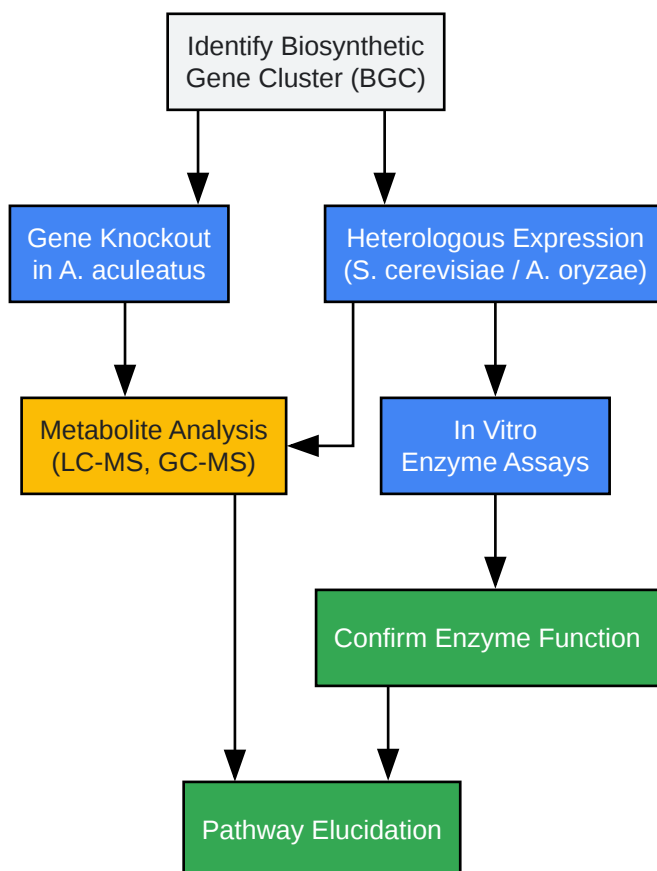 Identify Biosynthetic
Gene Cluster (BGC)
Gene Knockout
in A. aculeatus
Heterologous Expression
(S. cerevisiae / A. oryzae)
Metabolite Analysis
(LC-MS, GC-MS)
In Vitro
Enzyme Assays
Confirm Enzyme Function
Pathway Elucidation